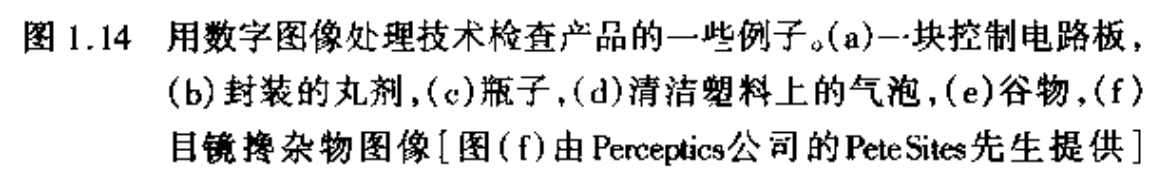 图 1.14 用数字图像处理技术检查产品的一些例子。(a)一块控制电路板,
(b)封装的丸剂,(c)瓶子,(d)清洁塑料上的气泡,(e)谷物,(f)
目镜搀杂物图像[图(f)由 Perceptics公司的Pete Sites先生提供]